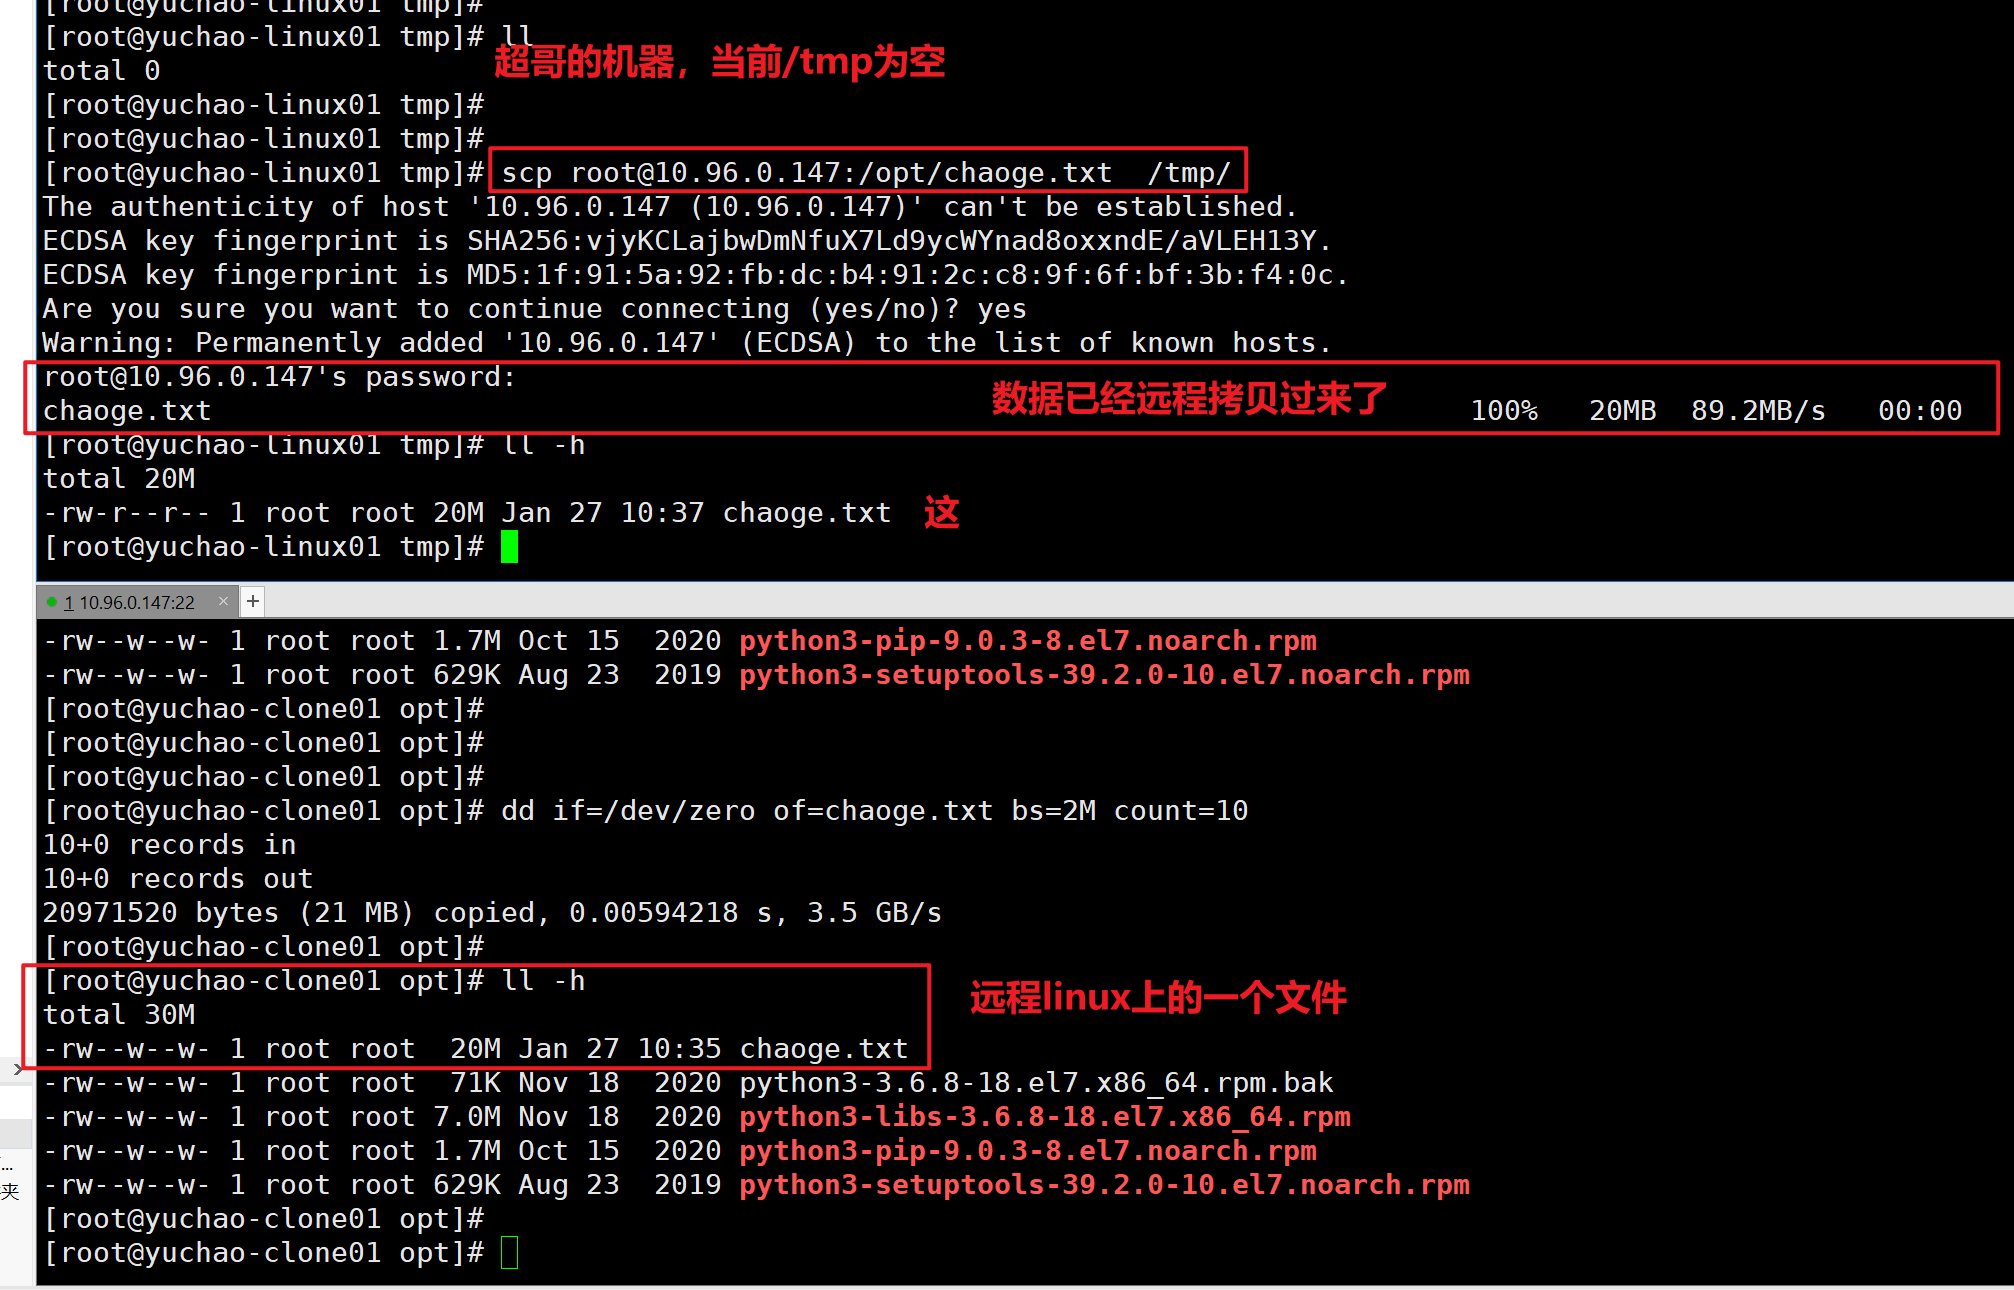 [root@yuchao-linux01 tmp]#
[root@yuchao-linux01 tmp]# ll
超哥的机器，当前/tmp为空
total 0
[root@yuchao-linux01 tmp]#
[root@yuchao-linux01 tmp]#
[root@yuchao-linux01 tmp]# scp root@10.96.0.147:/opt/chaoge.txt  /tmp/
The authenticity of host '10.96.0.147 (10.96.0.147)' can't be established.
ECDSA key fingerprint is SHA256:vjyKCLajbwDmNfuX7Ld9ycWYnad8oxxndE/aVLEH13Y.
ECDSA key fingerprint is MD5:1f:91:5a:92:fb:dc:b4:91:2c:c8:9f:6f:bf:3b:f4:0c.
Are you sure you want to continue connecting (yes/no)? yes
Warning: Permanently added '10.96.0.147' (ECDSA) to the list of known hosts.
root@10.96.0.147's password:
数据已经远程拷贝过来了
chaoge.txt 100% 20MB 89.2MB/s 00:00
[root@yuchao-linux01 tmp]# ll -h
total 20M
-rw-r--r-- 1 root root 20M Jan 27 10:37 chaoge.txt 这
[root@yuchao-linux01 tmp]#
1 10.96.0.147:22 × +
-rw--w--w- 1 root root 1.7M Oct 15  2020 python3-pip-9.0.3-8.el7.noarch.rpm
-rw--w--w- 1 root root 629K Aug 23  2019 python3-setuptools-39.2.0-10.el7.noarch.rpm
[root@yuchao-clone01 opt]#
[root@yuchao-clone01 opt]#
[root@yuchao-clone01 opt]#
[root@yuchao-clone01 opt]# dd if=/dev/zero of=chaoge.txt bs=2M count=10
10+0 records in
10+0 records out
20971520 bytes (21 MB) copied, 0.00594218 s, 3.5 GB/s
[root@yuchao-clone01 opt]#
[root@yuchao-clone01 opt]# ll -h
远程linux上的一个文件
total 30M
-rw--w--w- 1 root root  20M Jan 27 10:35 chaoge.txt
-rw--w--w- 1 root root  71K Nov 18  2020 python3-3.6.8-18.el7.x86_64.rpm.bak
-rw--w--w- 1 root root 7.0M Nov 18  2020 python3-libs-3.6.8-18.el7.x86_64.rpm
-rw--w--w- 1 root root 1.7M Oct 15  2020 python3-pip-9.0.3-8.el7.noarch.rpm
...
-rw--w--w- 1 root root 629K Aug 23  2019 python3-setuptools-39.2.0-10.el7.noarch.rpm
夹
[root@yuchao-clone01 opt]#
[root@yuchao-clone01 opt]#